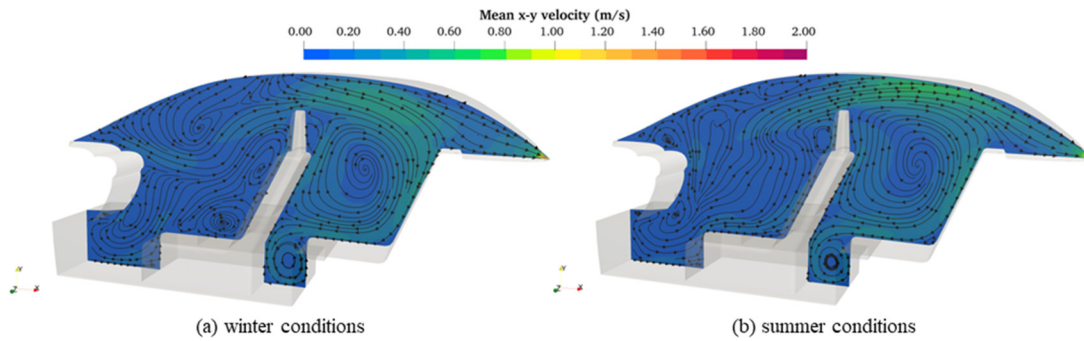 Mean x-y velocity (m/s)
0.00 0.20 0.40 0.60 0.80 1.00 1.20 1.40 1.60 1.80 2.00
Y
Z X
Y
Z X
(a) winter conditions
(b) summer conditions